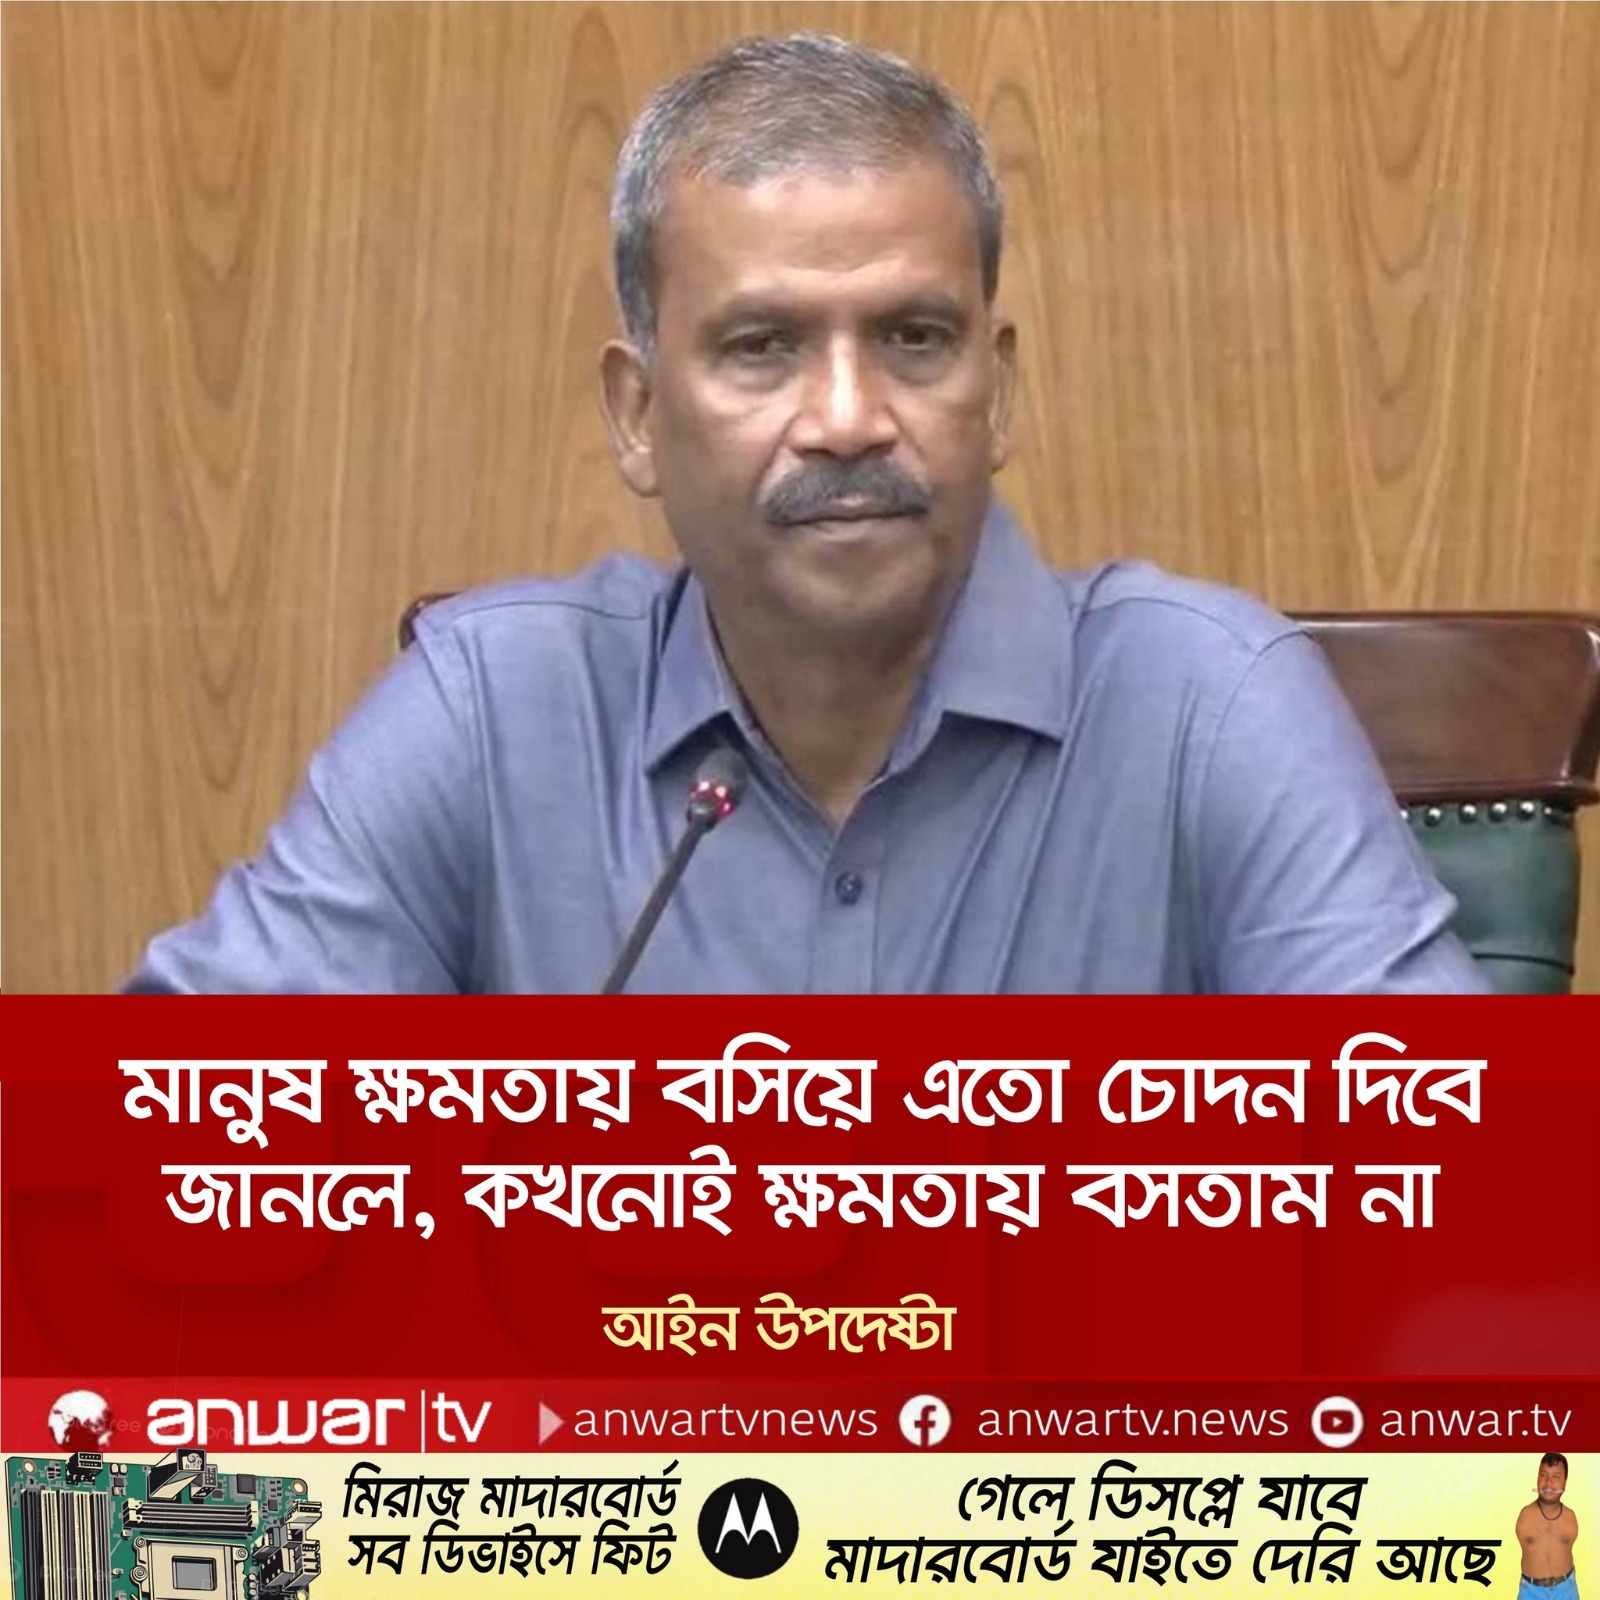 মানুষ ক্ষমতায় বসিয়ে এতো চোদন দিবে
জানলে, কখনোই ক্ষমতায় বসতাম না
আইন উপদেষ্টা
anwar|tv anwartvnews anwartv.news anwar.tv
মিরাজ মাদারবোর্ড
সব ডিভাইসে ফিট
গেলে ডিসপ্লে যাবে
মাদারবোর্ড যাইতে দেরি আছে